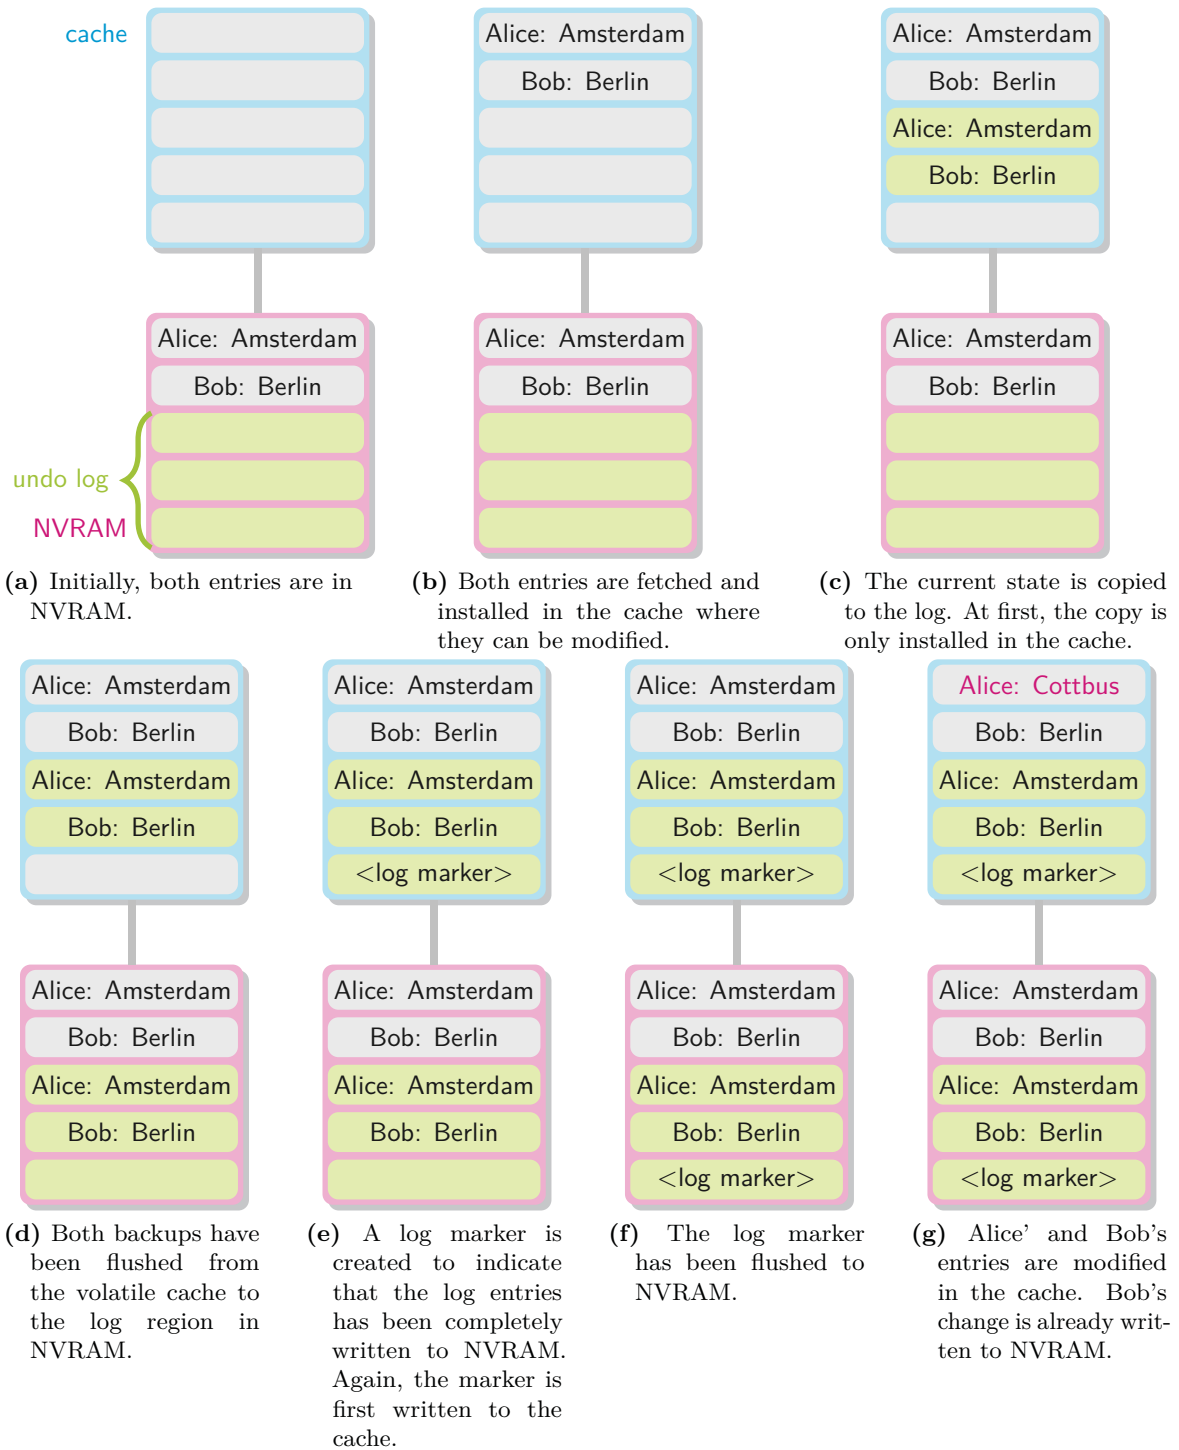 cache
Alice: Amsterdam
Bob: Berlin
Alice: Amsterdam
Bob: Berlin
Alice: Amsterdam
Bob: Berlin
Alice: Amsterdam
Bob: Berlin
undo log
NVRAM
Alice: Amsterdam
Bob: Berlin
Alice: Amsterdam
Bob: Berlin
(a) Initially, both entries are in
NVRAM.
(b) Both entries are fetched and
installed in the cache where
they can be modified.
(c) The current state is copied
to the log. At first, the copy is
only installed in the cache.
Alice: Amsterdam
Bob: Berlin
Alice: Amsterdam
Bob: Berlin
Alice: Amsterdam
Bob: Berlin
Alice: Amsterdam
Bob: Berlin
Alice: Amsterdam
Bob: Berlin
Alice: Amsterdam
Bob: Berlin
<log marker>
Alice: Amsterdam
Bob: Berlin
Alice: Amsterdam
Bob: Berlin
Alice: Amsterdam
Bob: Berlin
Alice: Amsterdam
Bob: Berlin
<log marker>
Alice: Amsterdam
Bob: Berlin
Alice: Amsterdam
Bob: Berlin
<log marker>
Alice: Cottbus
Bob: Berlin
Alice: Amsterdam
Bob: Berlin
<log marker>
Alice: Amsterdam
Bob: Berlin
Alice: Amsterdam
Bob: Berlin
<log marker>
(d) Both backups have
been flushed from
the volatile cache to
the log region in
NVRAM.
(e) A log marker is
created to indicate
that the log entries
has been completely
written to NVRAM.
Again, the marker is
first written to the
cache.
(f) The log marker
has been flushed to
NVRAM.
(g) Alice' and Bob's
entries are modified
in the cache. Bob's
change is already writ-
ten to NVRAM.